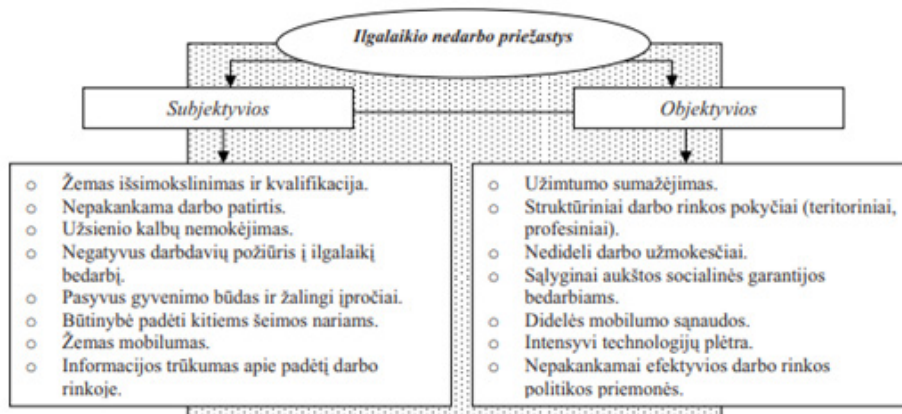 Ilgalaikio nedarbo priežastys
Subjektyvios
Objektyvios
o Žemas išsimokslinimas ir kvalifikacija.
o Nepakankama darbo patirtis.
o Užsienio kalbų nemokėjimas.
o Negatyvus darbdavių požiūris į ilgalaikį
bedarbį.
o Pasyvus gyvenimo būdas ir žalingi įpročiai.
o Būtinybė padėti kitiems šeimos nariams.
o Žemas mobilumas.
o Informacijos trūkumas apie padėtį darbo
rinkoje.
o Užimtumo sumažėjimas.
o Struktūriniai darbo rinkos pokyčiai (teritoriniai,
profesiniai).
o Nedideli darbo užmokesčiai.
o Sąlyginai aukštos socialinės garantijos
bedarbiams.
o Didelės mobilumo sąnaudos.
o Intensyvi technologijų plėtra.
o Nepakankamai efektyvios darbo rinkos
politikos priemonės.